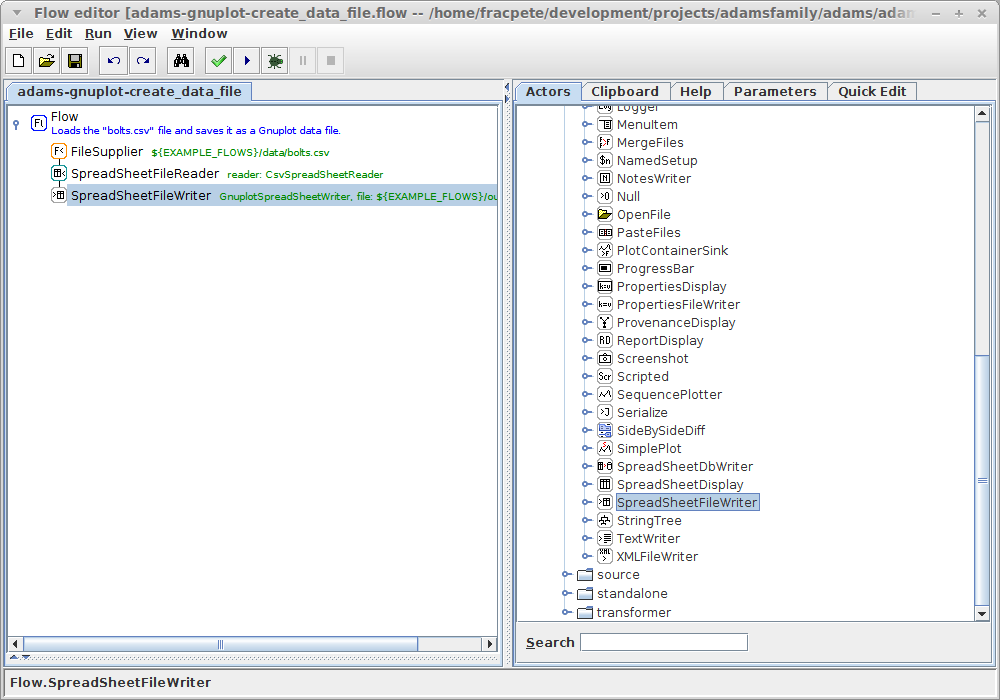 Flow editor [adams-gnuplot-create_data_file.flow -- /home/fracpete/development/projects/adamsfamily/adams/adam
File Edit Run View Window
adams-gnuplot-create_data_file
Flow
Loads the "bolts.csv" file and saves it as a Gnuplot data file.
FileSupplier ${EXAMPLE_FLOWS}/data/bolts.csv
SpreadSheetFileReader reader: CsvSpreadSheetReader
SpreadSheetFileWriter GnuplotSpreadSheetWriter, file: ${EXAMPLE_FLOWS}/ou
Actors Clipboard Help Parameters Quick Edit
Logger
MenuItem
MergeFiles
NamedSetup
NotesWriter
Null
OpenFile
PasteFiles
PlotContainerSink
ProgressBar
PropertiesDisplay
PropertiesFileWriter
ProvenanceDisplay
ReportDisplay
Screenshot
Scripted
SequencePlotter
Serialize
SideBySideDiff
SimplePlot
SpreadSheetDbWriter
SpreadSheetDisplay
SpreadSheetFileWriter
StringTree
TextWriter
XMLFileWriter
source
standalone
transformer
Search
Flow.SpreadSheetFileWriter